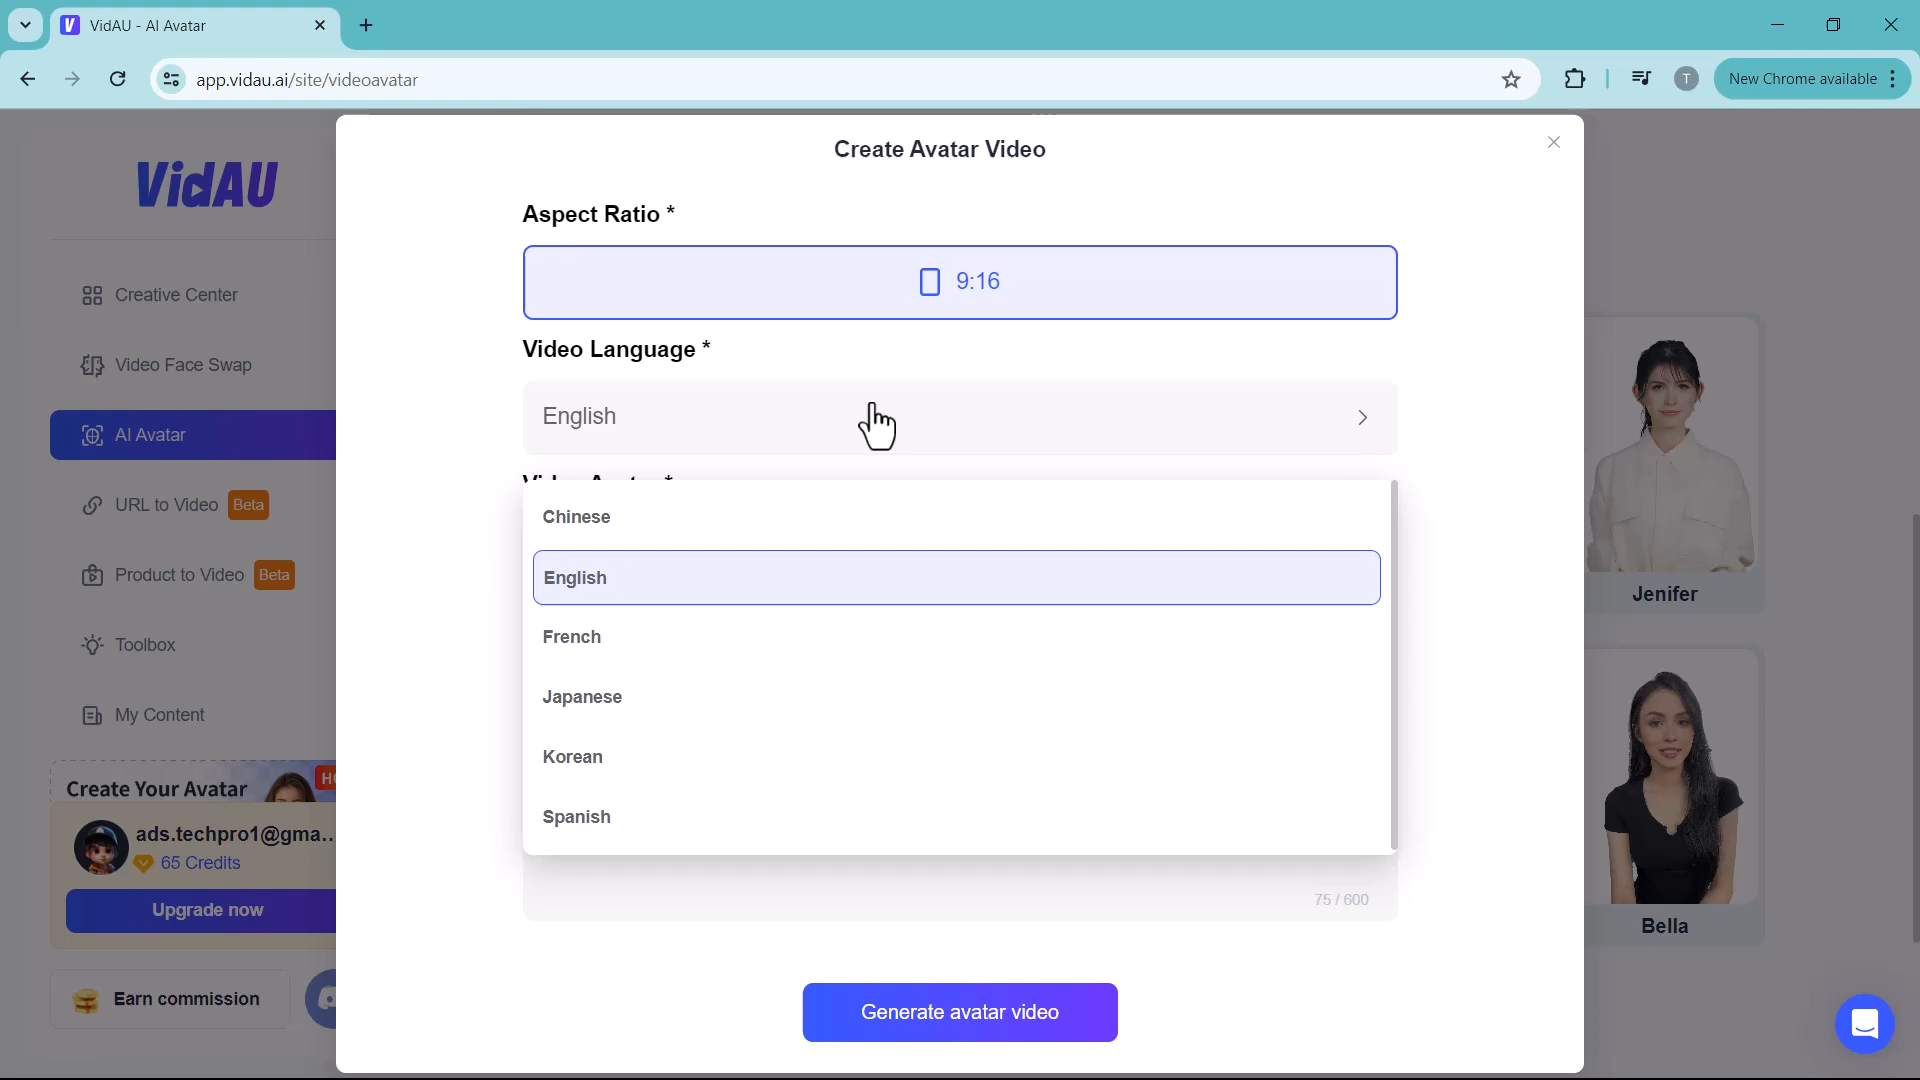 VidAU - AI Avatar
app.vidau.ai/site/videoavatar
T
New Chrome available
VidAU
Creative Center
Video Face Swap
AI Avatar
URL to Video Beta
Product to Video Beta
Toolbox
My Content
Create Your Avatar
ads.techpro1@gma...
65 Credits
Upgrade now
Earn commission
Create Avatar Video
Aspect Ratio *
9:16
Video Language *
English
Video Avatar *
Chinese
English
French
Japanese
Korean
Spanish
75 / 600
Generate avatar video
Jenifer
Bella